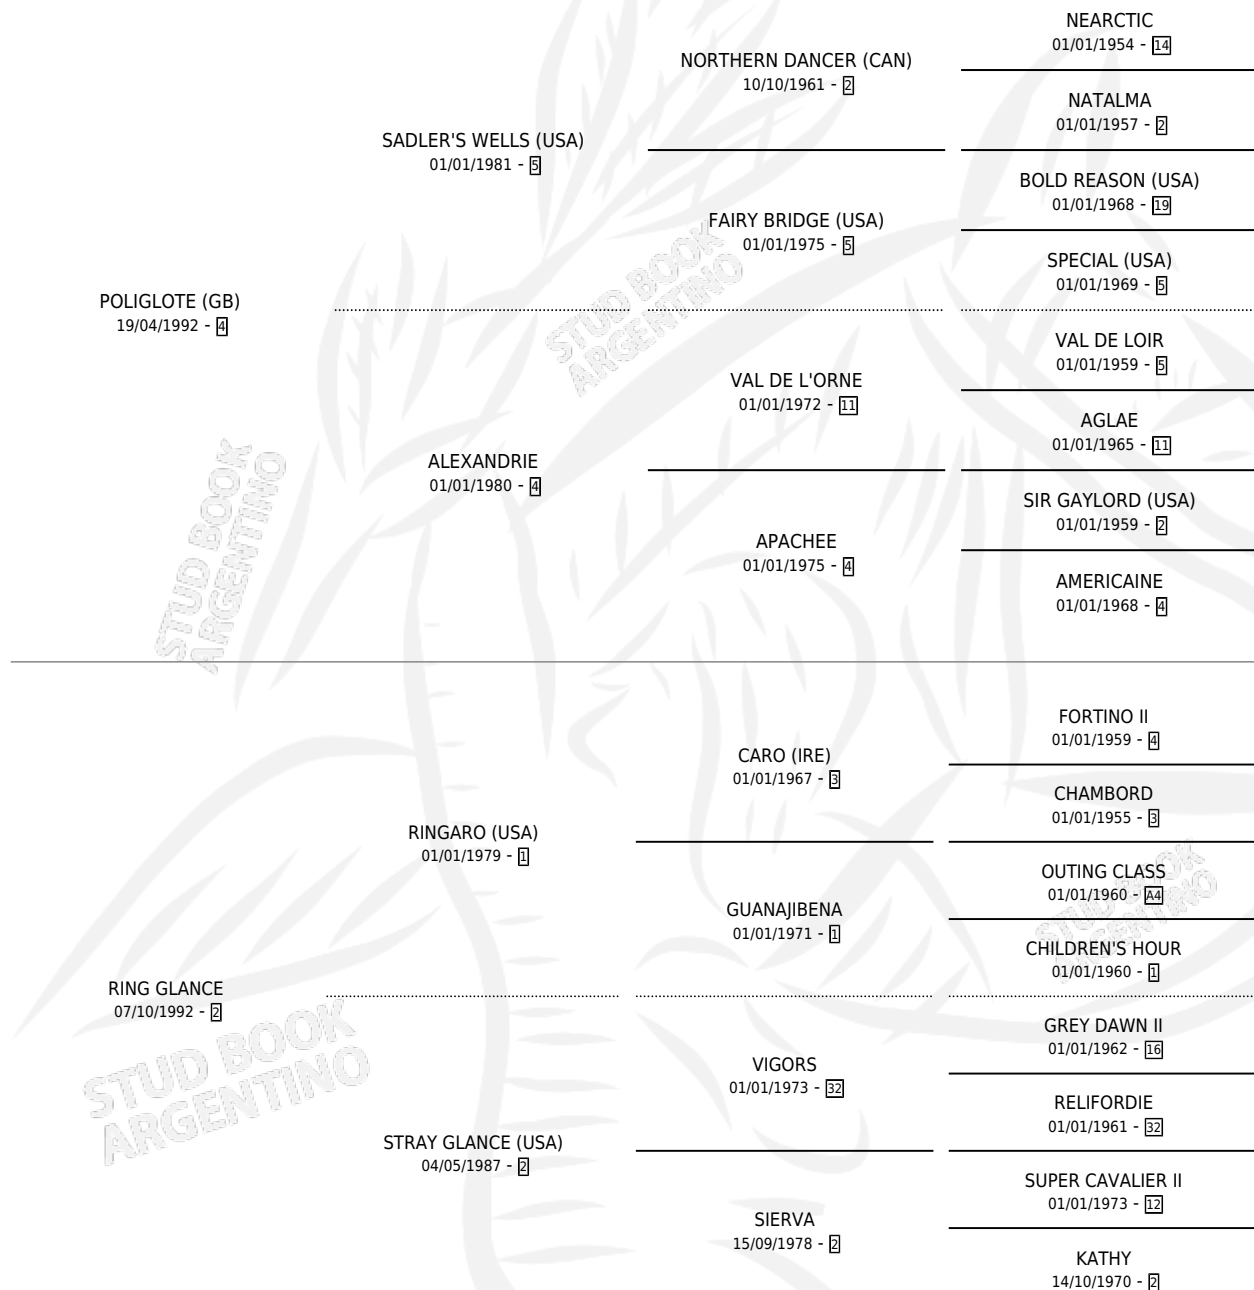 POLIGLOTE (GB)
19/04/1992 - 4
SADLER'S WELLS (USA)
01/01/1981 - 5
NORTHERN DANCER (CAN)
10/10/1961 - 2
NEARCTIC
01/01/1954 - 14
NATALMA
01/01/1957 - 2
FAIRY BRIDGE (USA)
01/01/1975 - 5
BOLD REASON (USA)
01/01/1968 - 19
SPECIAL (USA)
01/01/1969 - 5
ALEXANDRIE
01/01/1980 - 4
VAL DE L'ORNE
01/01/1972 - 11
VAL DE LOIR
01/01/1959 - 5
AGLAE
01/01/1965 - 11
APACHEE
01/01/1975 - 4
SIR GAYLORD (USA)
01/01/1959 - 2
AMERICAINE
01/01/1968 - 4
RING GLANCE
07/10/1992 - 2
RINGARO (USA)
01/01/1979 - 1
CARO (IRE)
01/01/1967 - 3
FORTINO II
01/01/1959 - 4
CHAMBORD
01/01/1955 - 3
GUANAJIBENA
01/01/1971 - 1
OUTING CLASS
01/01/1960 - A4
CHILDREN'S HOUR
01/01/1960 - 1
STRAY GLANCE (USA)
04/05/1987 - 2
VIGORS
01/01/1973 - 32
GREY DAWN II
01/01/1962 - 16
RELIFORDIE
01/01/1961 - 32
SIERVA
15/09/1978 - 2
SUPER CAVALIER II
01/01/1973 - 12
KATHY
14/10/1970 - 2
STUD BOOK
ARGENTINO
STUD BOOK
ARGENTINO
STUD BOOK
ARGENTINO
STUD BOOK
ARGENTINO